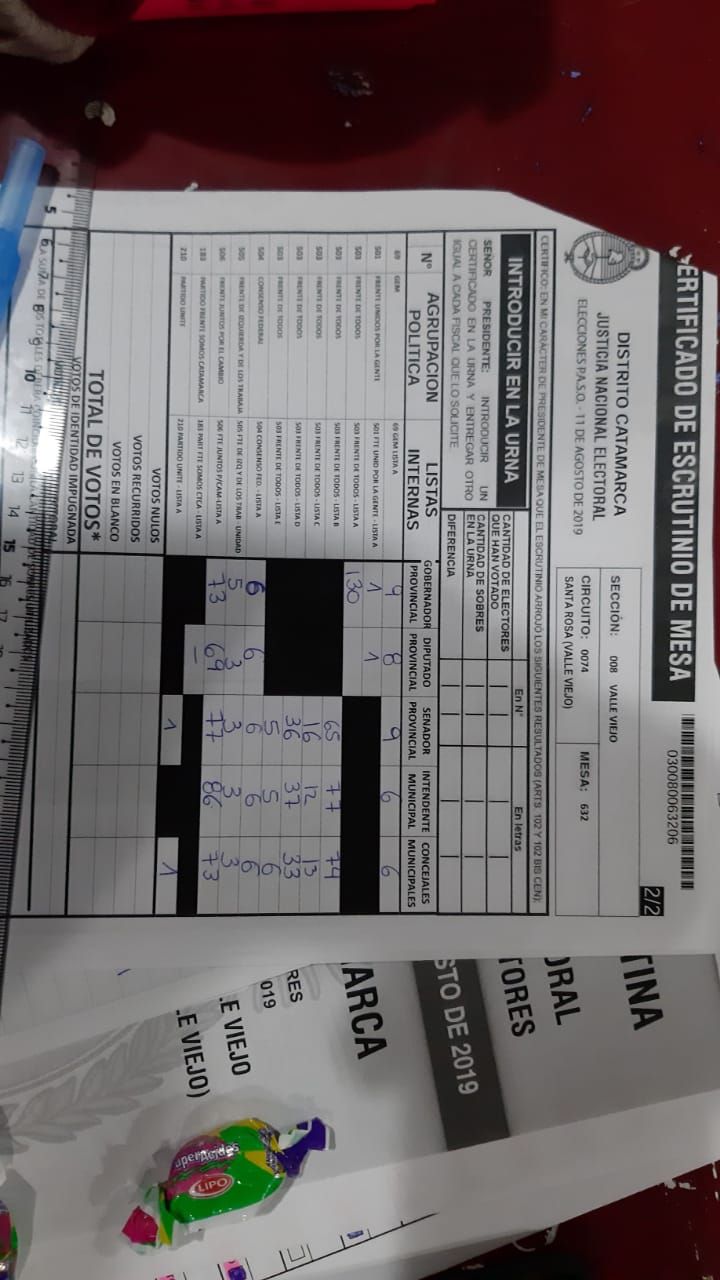 CERTIFICADO DE ESCRUTINIO DE MESA
030080063206
2/2
DISTRITO CATAMARCA
JUSTICIA NACIONAL ELECTORAL
ELECCIONES P.A.S.O. - 11 DE AGOSTO DE 2019
SECCIÓN: 008 VALLE VIEJO
CIRCUITO: 0074
SANTA ROSA (VALLE VIEJO)
MESA: 632
CERTIFICO: EN MI CARÁCTER DE PRESIDENTE DE MESA QUE EL ESCRUTINIO ARROJÓ LOS SIGUIENTES RESULTADOS (ARTS. 102 Y 102 BIS CEN):
INTRODUCIR EN LA URNA
SEÑOR PRESIDENTE: INTRODUCIR UN
CERTIFICADO EN LA URNA Y ENTREGAR OTRO
IGUAL A CADA FISCAL QUE LO SOLICITE
En N° En letras
CANTIDAD DE ELECTORES
QUE HAN VOTADO
CANTIDAD DE SOBRES
EN LA URNA
DIFERENCIA
Nº AGRUPACION POLITICA LISTAS INTERNAS GOBERNADOR PROVINCIAL DIPUTADO PROVINCIAL SENADOR PROVINCIAL INTENDENTE MUNICIPAL CONCEJALES MUNICIPALES
69 GEM 69 GEM LISTA A 9 8 9 6 6
501 FRENTE UNIDOS POR LA GENTE 501 FTE UNID POR LA GENTE - LISTA A 1 1
503 FRENTE DE TODOS 503 FRENTE DE TODOS - LISTA A 130
503 FRENTE DE TODOS 503 FRENTE DE TODOS - LISTA B 65 77 74
503 FRENTE DE TODOS 503 FRENTE DE TODOS - LISTA C 16 12 13
503 FRENTE DE TODOS 503 FRENTE DE TODOS - LISTA D 36 37 33
503 FRENTE DE TODOS 503 FRENTE DE TODOS - LISTA E 5 5 6
504 CONSENSO FEDERAL 504 CONSENSO FED. - LISTA A 6 6 6 6 6
505 FRENTE DE IZQUIERDA Y DE LOS TRABAJA 505 FTE DE IZQ Y DE LOS TRAB- UNIDAD 5 3 3 3 3
506 FRENTE JUNTOS POR EL CAMBIO 506 FTE JUNTOS P/CAM-LISTA A 73 69 77 86 73
183 PARTIDO FRENTE SOMOS CATAMARCA 183 PART FTE SOMOS CTCA - LISTA A —
210 PARTIDO UNITE 210 PARTIDO UNITE - LISTA A
VOTOS NULOS 1 1
VOTOS RECURRIDOS
VOTOS EN BLANCO
VOTOS DE IDENTIDAD IMPUGNADA
TOTAL DE VOTOS*
5 6 8 9 10 11 12 13 14 15 16 17
TINA
ORAL
TORES
STO DE 2019
ARCA
RES
019
E VIEJO
E VIEJO)
uperAcidos
LIPO